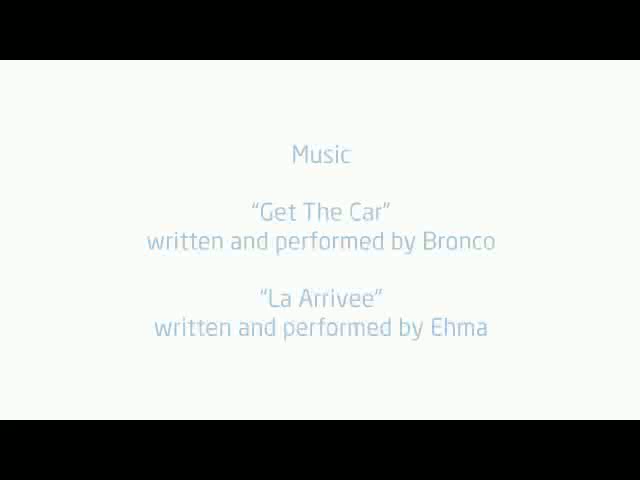 Music
“Get The Car”
written and performed by Bronco
“La Arrivee”
written and performed by Ehma